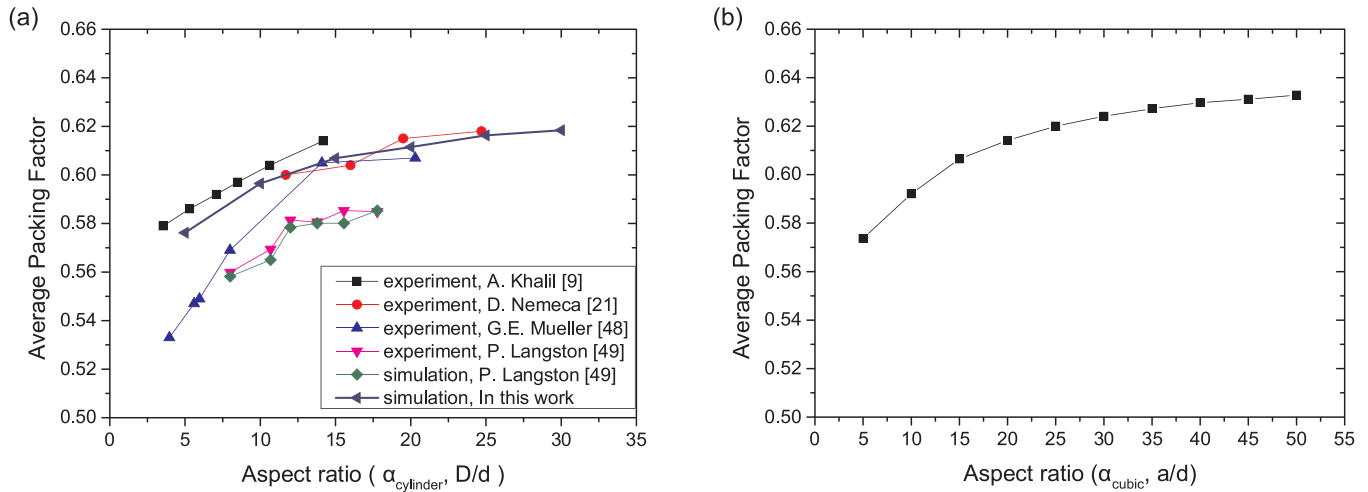 (a)
0.66
0.64
0.62
0.60
0.58
0.56
0.54
0.52
0.50
Average Packing Factor
0 5 10 15 20 25 30 35
Aspect ratio ( α_cylinder, D/d )
experiment, A. Khalil [9]
experiment, D. Nemeca [21]
experiment, G.E. Mueller [48]
experiment, P. Langston [49]
simulation, P. Langston [49]
simulation, In this work
(b)
0.66
0.64
0.62
0.60
0.58
0.56
0.54
0.52
0.50
Average Packing Factor
0 5 10 15 20 25 30 35 40 45 50 55
Aspect ratio (α_cubic, a/d)